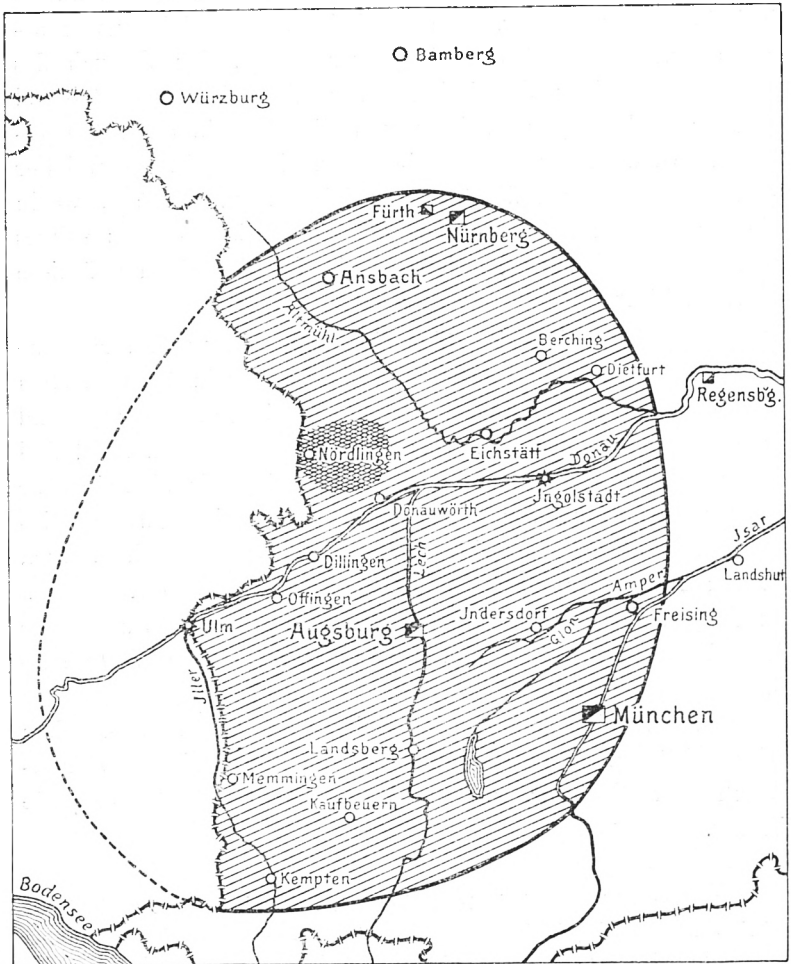 Bamberg
Würzburg
Fürth
Nürnberg
Ansbach
Altmühl
Berching
Dietfurt
Regensbg.
Nördlingen
Eichstätt
Donau
Jngolstadt
Donauwörth
Lech
Jsar
Dillingen
Landshut
Amper
Offingen
Jndersdorf
Freising
Ulm
Augsburg
Glon
Jller
München
Landsberg
Memmingen
Kaufbeuern
Kempten
Bodensee